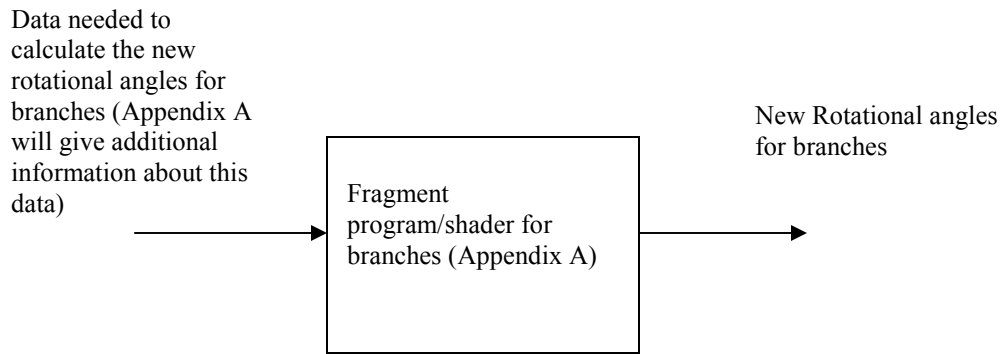 Data needed to
calculate the new
rotational angles for
branches (Appendix A
will give additional
information about this
data)
Fragment
program/shader for
branches (Appendix A)
New Rotational angles
for branches